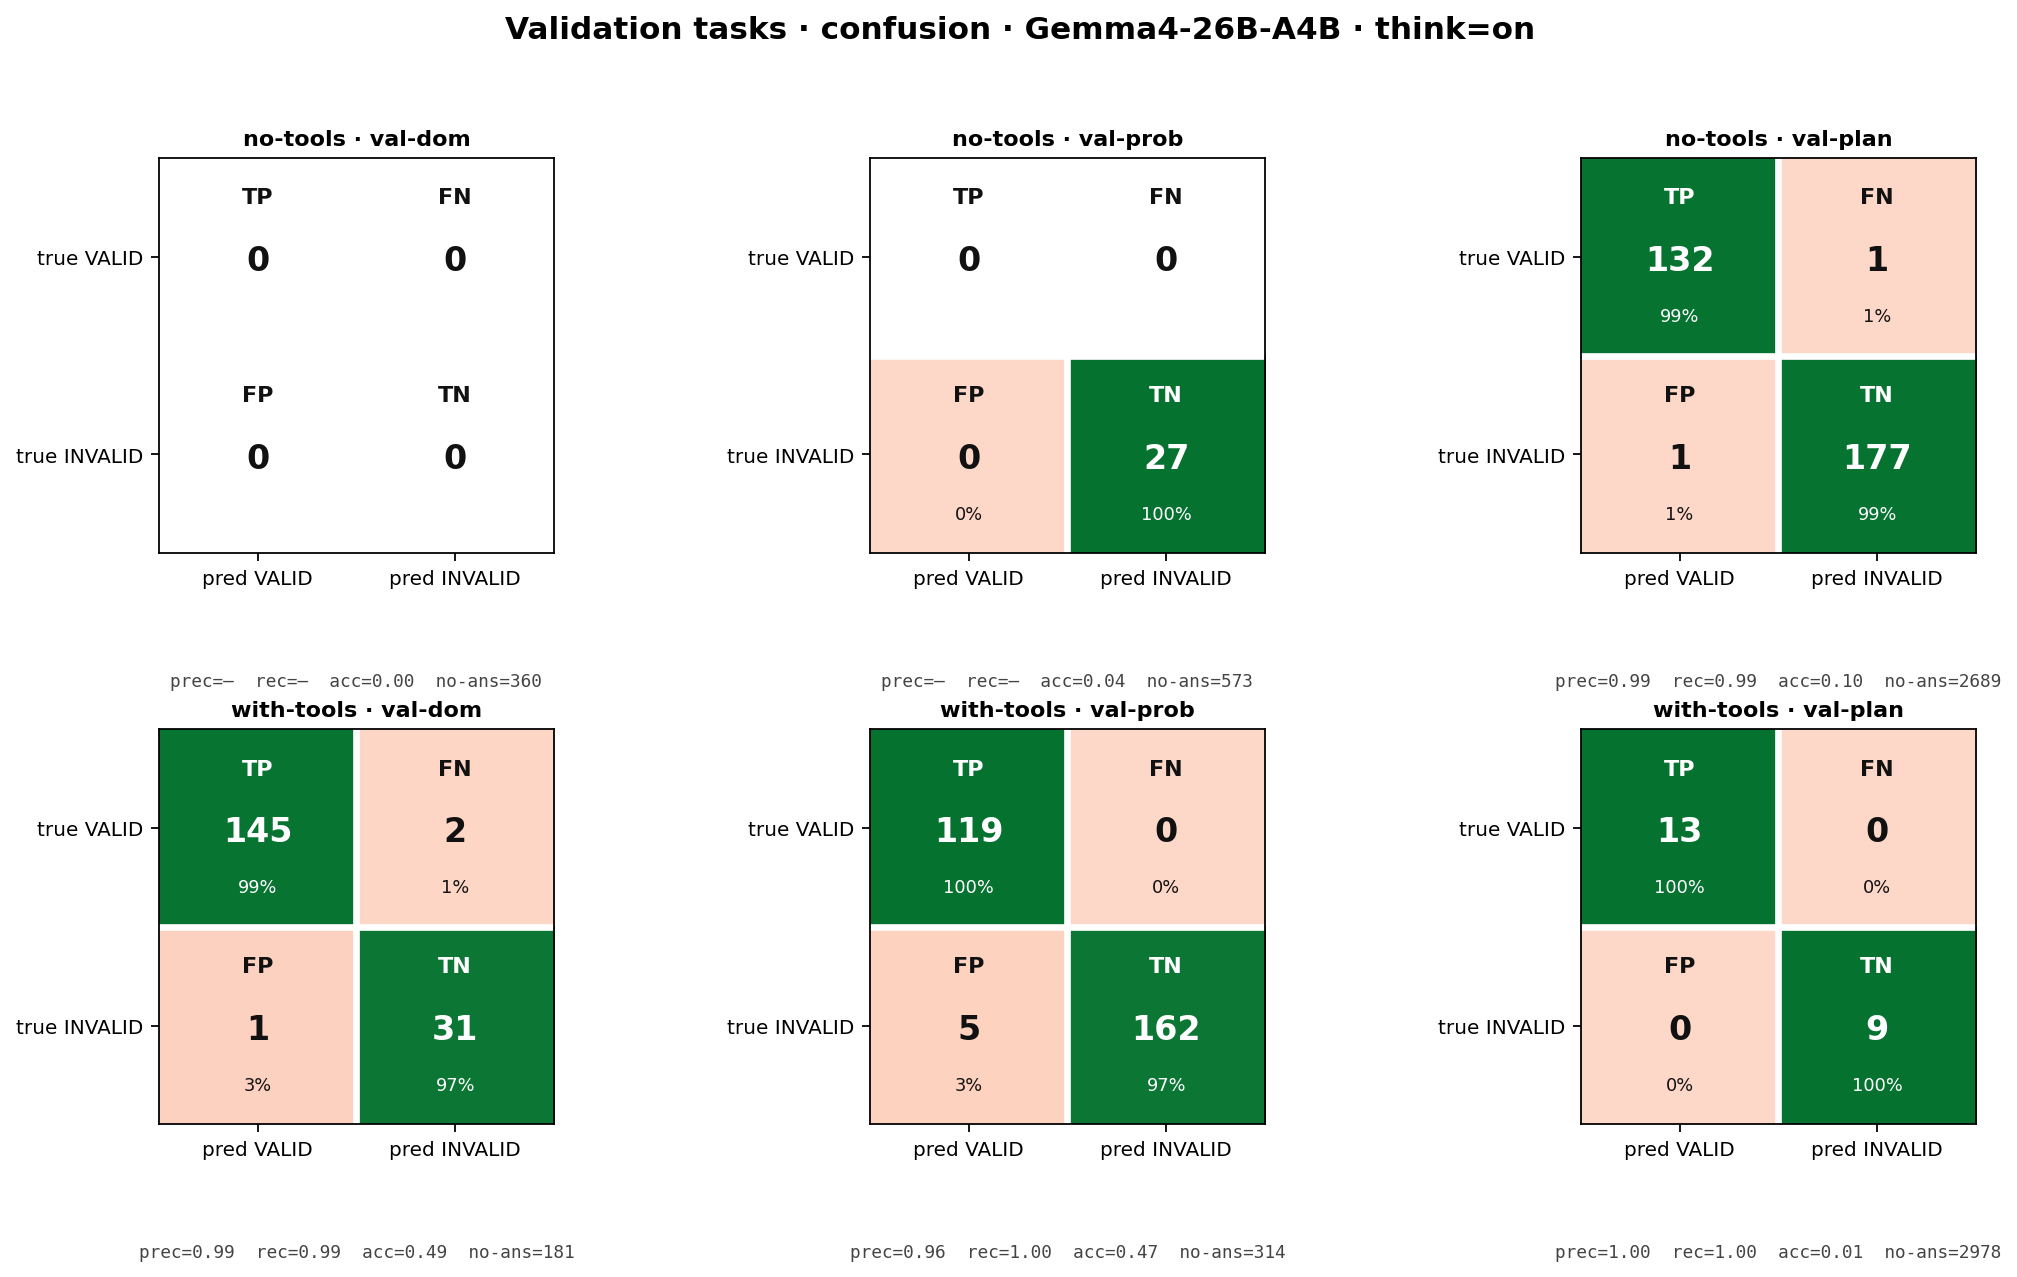 Validation tasks · confusion · Gemma4-26B-A4B · think=on
no-tools · val-dom
TP
FN
true VALID
0
0
FP
TN
true INVALID
0
0
pred VALID
pred INVALID
prec=— rec=— acc=0.00 no-ans=360
no-tools · val-prob
TP
FN
true VALID
0
0
FP
TN
true INVALID
0
27
0%
100%
pred VALID
pred INVALID
prec=— rec=— acc=0.04 no-ans=573
no-tools · val-plan
TP
FN
true VALID
132
1
99%
1%
FP
TN
true INVALID
1
177
1%
99%
pred VALID
pred INVALID
prec=0.99 rec=0.99 acc=0.10 no-ans=2689
with-tools · val-dom
TP
FN
true VALID
145
2
99%
1%
FP
TN
true INVALID
1
31
3%
97%
pred VALID
pred INVALID
prec=0.99 rec=0.99 acc=0.49 no-ans=181
with-tools · val-prob
TP
FN
true VALID
119
0
100%
0%
FP
TN
true INVALID
5
162
3%
97%
pred VALID
pred INVALID
prec=0.96 rec=1.00 acc=0.47 no-ans=314
with-tools · val-plan
TP
FN
true VALID
13
0
100%
0%
FP
TN
true INVALID
0
9
0%
100%
pred VALID
pred INVALID
prec=1.00 rec=1.00 acc=0.01 no-ans=2978